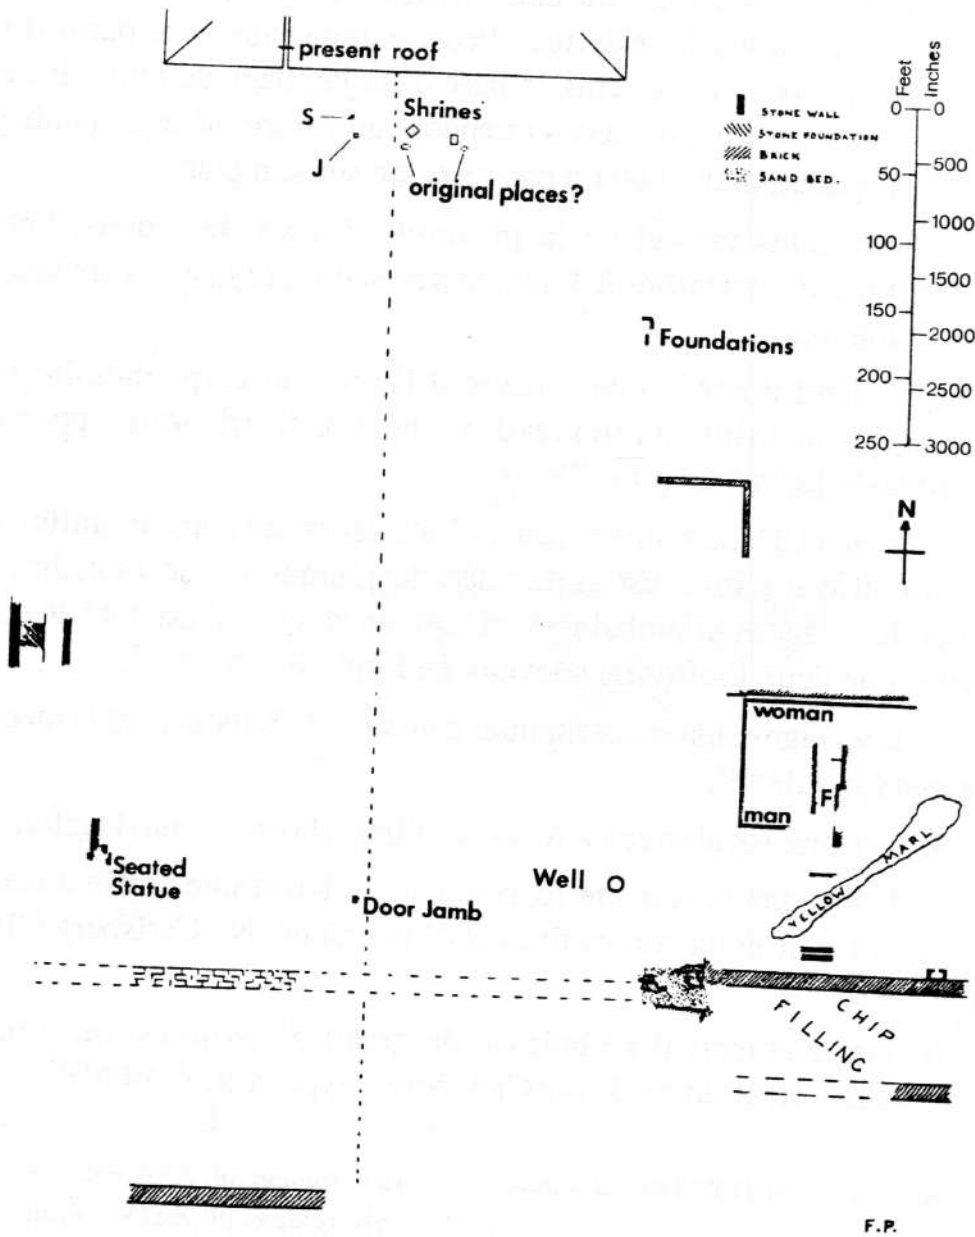 present roof
Feet
Inches
S
Shrines
J
original places?
STONE WALL
STONE FOUNDATION
BRICK
SAND BED.
0 0
500
50
1000
100
1500
150
2000
200
2500
250 3000
Foundations
N
woman
F
man
YELLOW MARL
Seated
Statue
Well
Door Jamb
CHIP
FILLING
F.P.